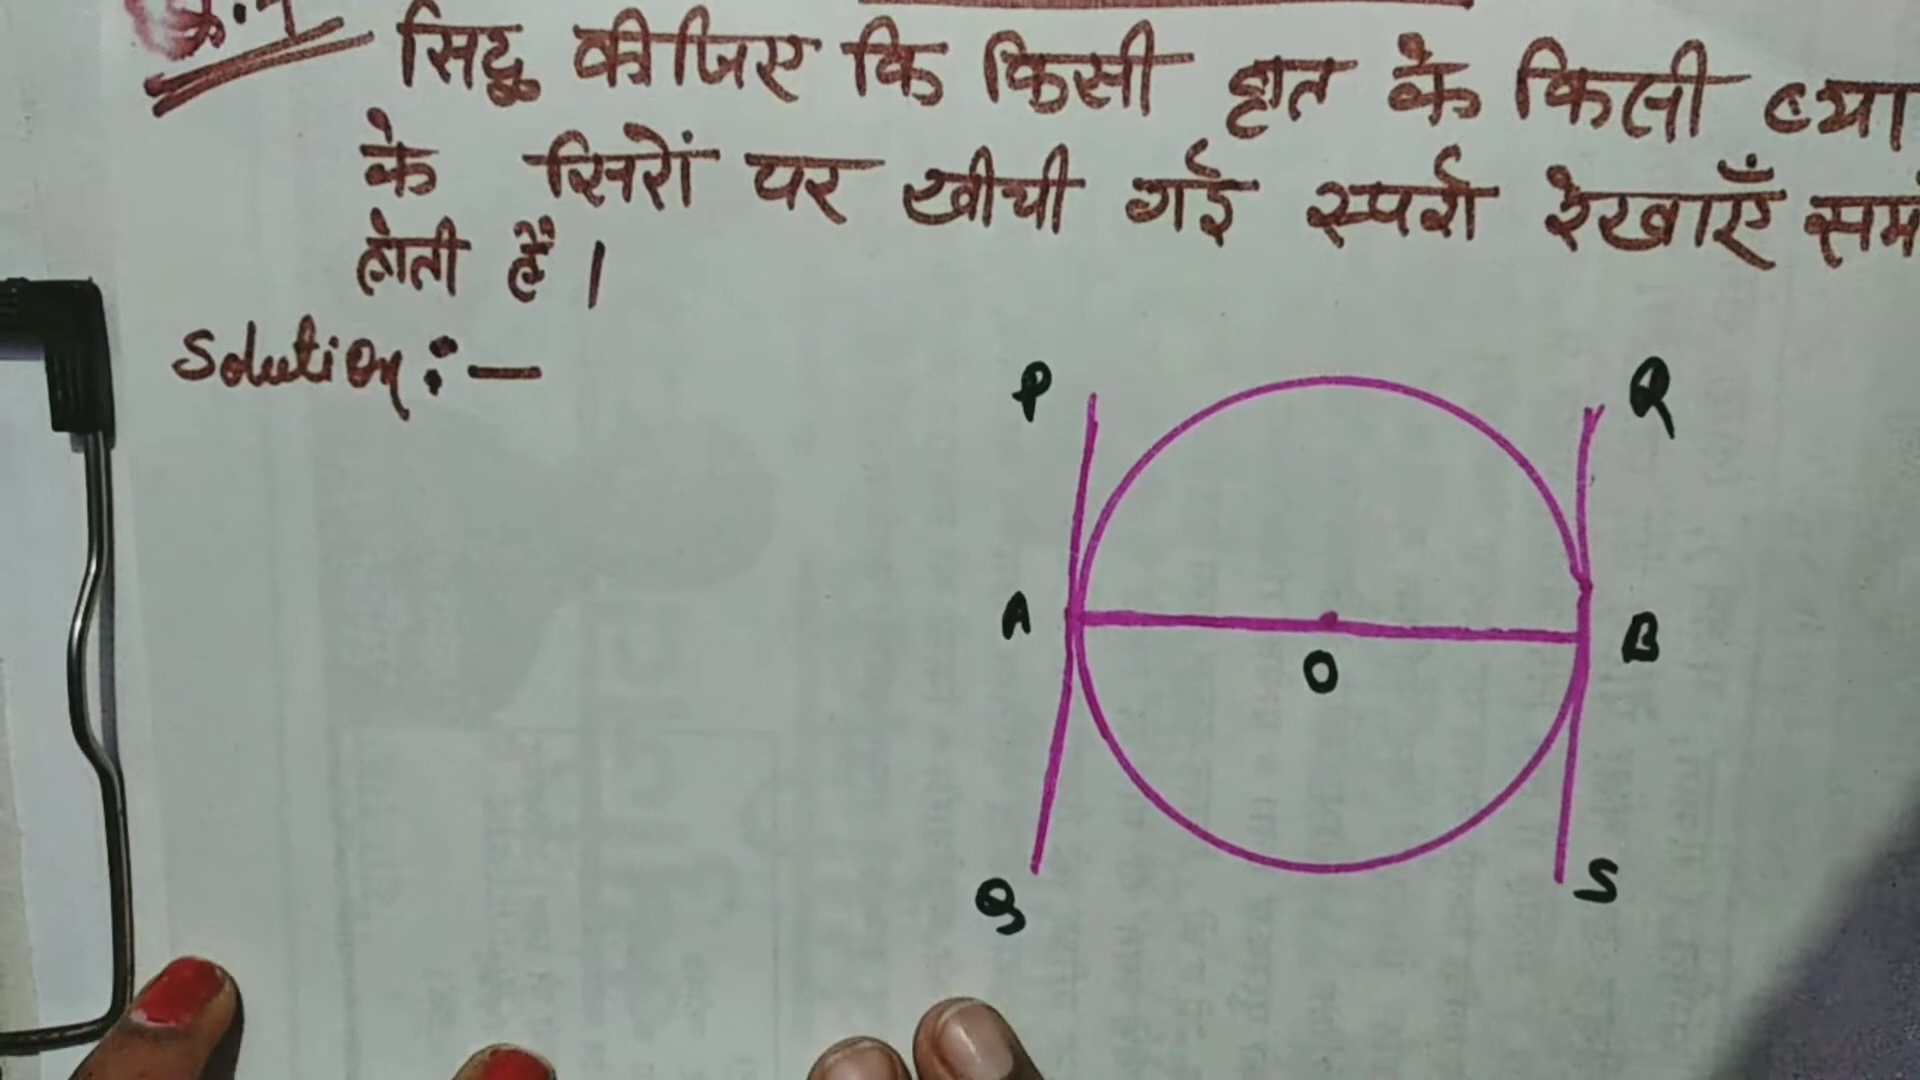 सिद्ध कीजिए कि किसी वृत के किसी व्या
के सिरों पर खींची गई स्पर्श रेखाएँ समां
होती हैं।
Solution:-
P
R
A
O
B
Q
S